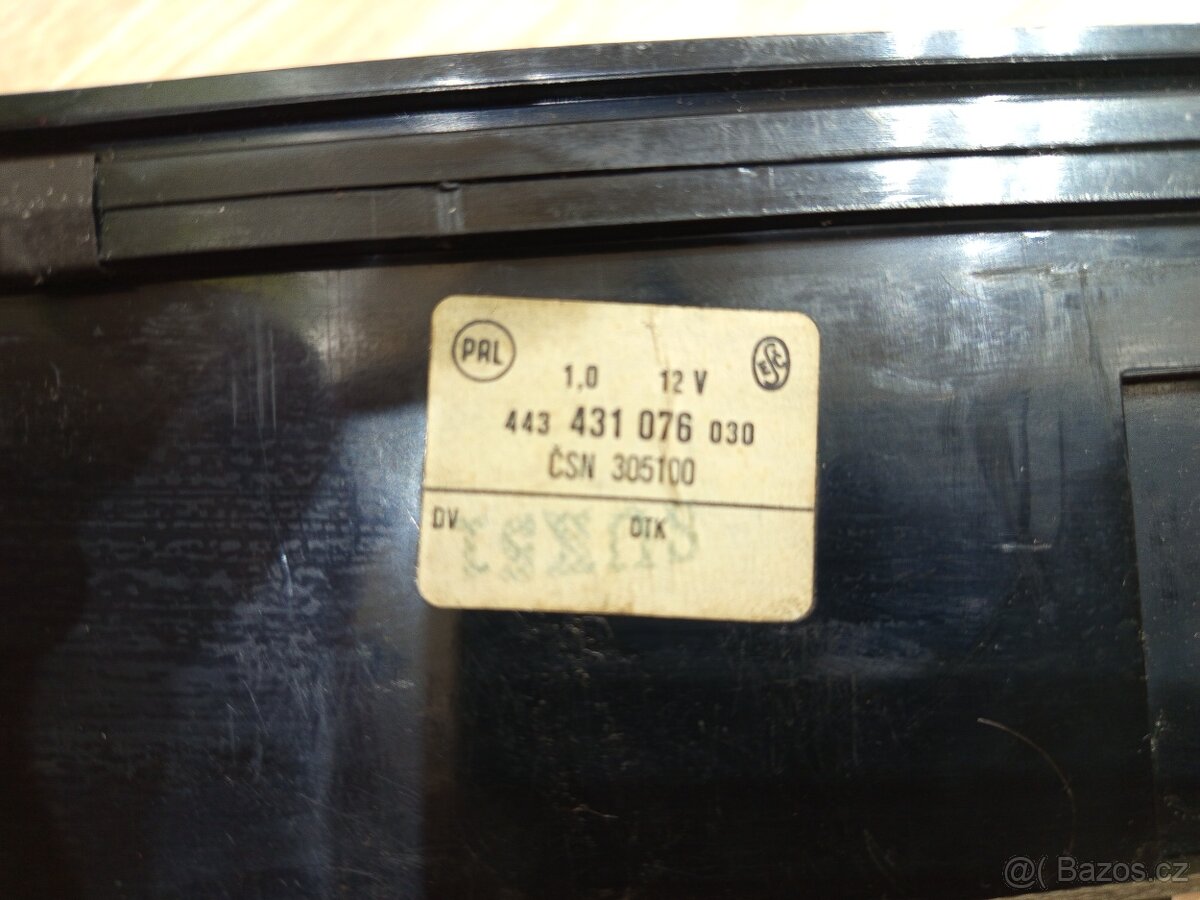 PAL
1,0 12 V
443 431 076 030
ČSN 305100
DV OTK
@( Bazos.cz